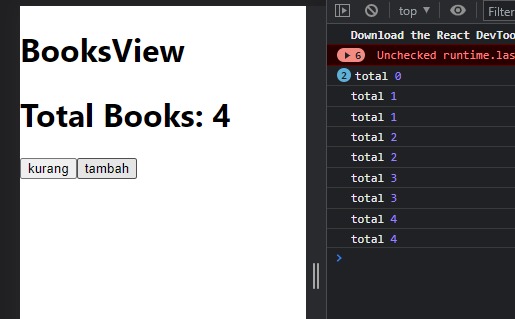 BooksView
Total Books: 4
kurang tambah
top
Filter
Download the React DevToo
6 Unchecked runtime.las
2 total 0
total 1
total 1
total 2
total 2
total 3
total 3
total 4
total 4